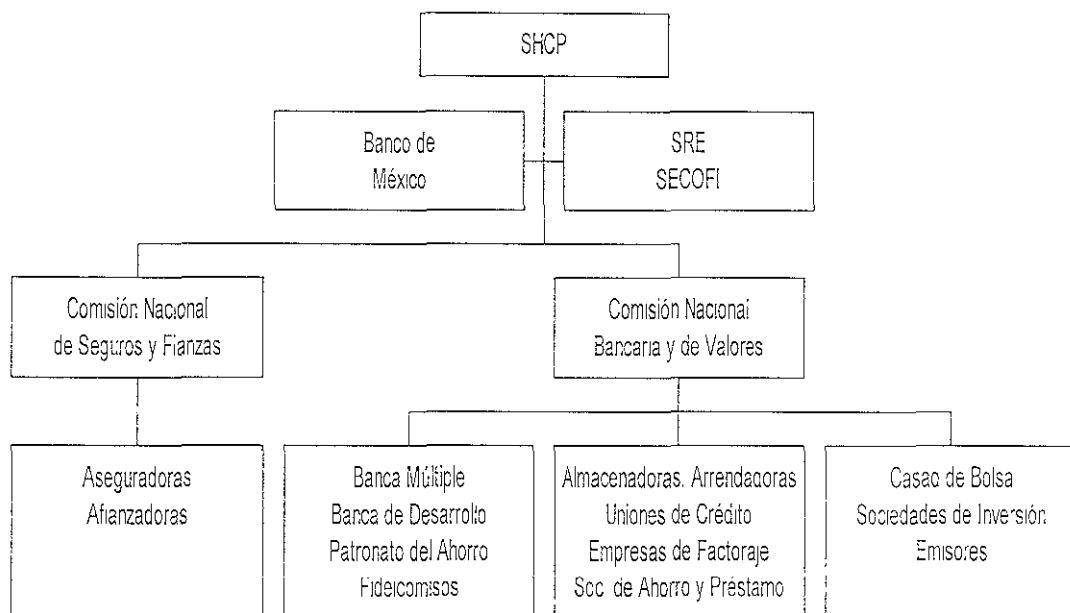 SHCP
Banco de
México
SRE
SECOFI
Comisión Nacional
de Seguros y Fianzas
Comisión Nacional
Bancaria y de Valores
Aseguradoras
Afianzadoras
Banca Múltiple
Banca de Desarrollo
Patronato del Ahorro
Fideicomisos
Almacenadoras. Arrendadoras
Uniones de Crédito
Empresas de Factoraje
Soc. de Ahorro y Préstamo
Casao de Bolsa
Sociedades de Inversión
Emisores